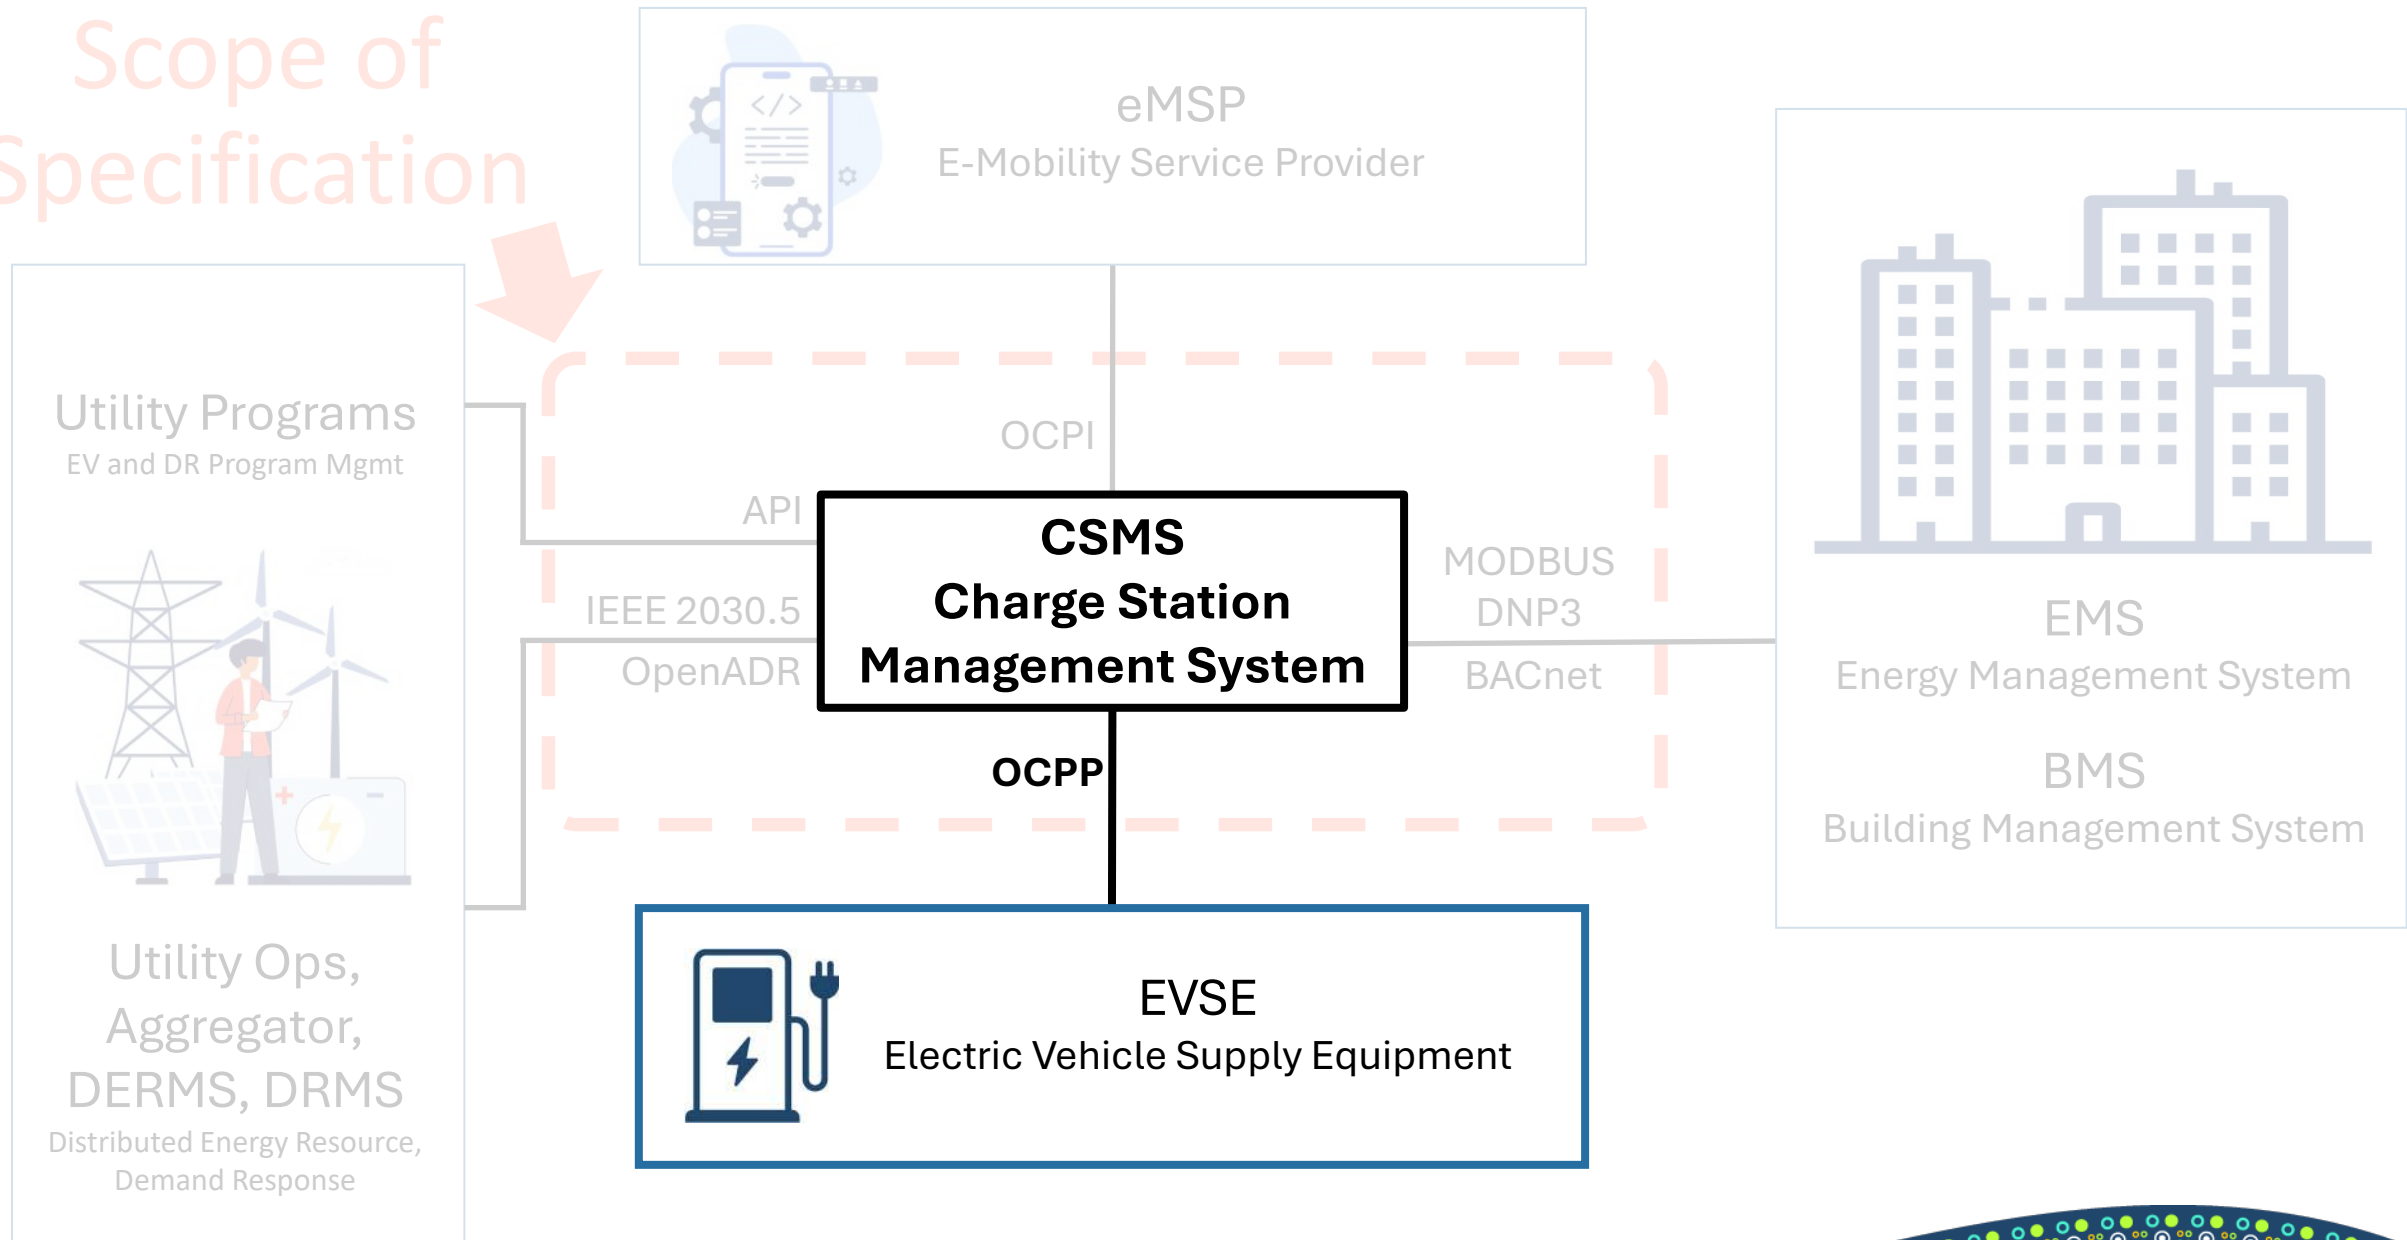 Scope of
Specification
eMSP
E-Mobility Service Provider
Utility Programs
EV and DR Program Mgmt
Utility Ops,
Aggregator,
DERMS, DRMS
Distributed Energy Resource,
Demand Response
OCPI
API
IEEE 2030.5
OpenADR
CSMS
Charge Station
Management System
MODBUS
DNP3
BACnet
OCPP
EMS
Energy Management System
BMS
Building Management System
EVSE
Electric Vehicle Supply Equipment